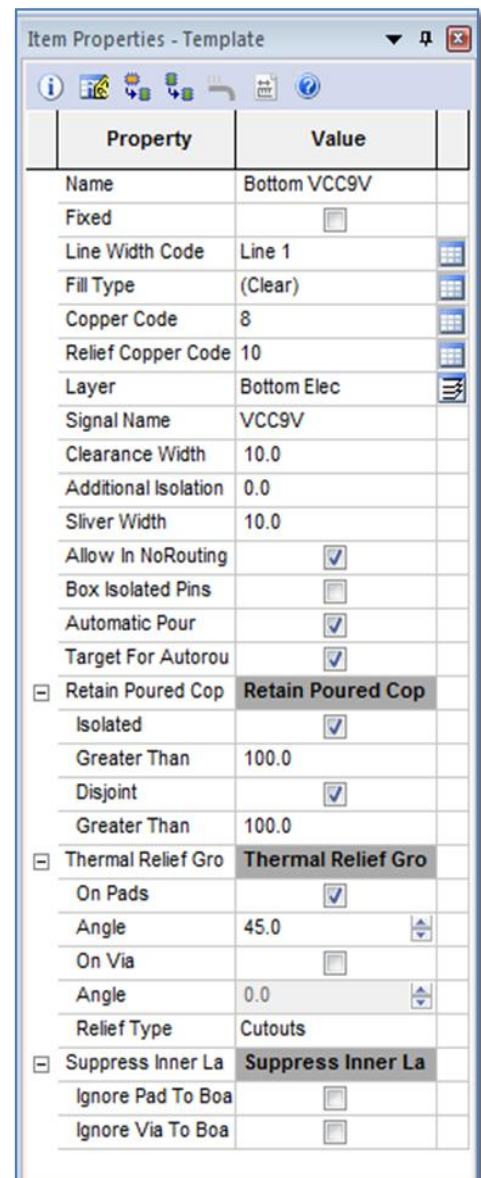 Item Properties - Template
Property Value
Name Bottom VCC9V
Fixed
Line Width Code Line 1
Fill Type (Clear)
Copper Code 8
Relief Copper Code 10
Layer Bottom Elec
Signal Name VCC9V
Clearance Width 10.0
Additional Isolation 0.0
Sliver Width 10.0
Allow In NoRouting
Box Isolated Pins
Automatic Pour
Target For Autorou
Retain Poured Cop Retain Poured Cop
Isolated
Greater Than 100.0
Disjoint
Greater Than 100.0
Thermal Relief Gro Thermal Relief Gro
On Pads
Angle 45.0
On Via
Angle 0.0
Relief Type Cutouts
Suppress Inner La Suppress Inner La
Ignore Pad To Boa
Ignore Via To Boa